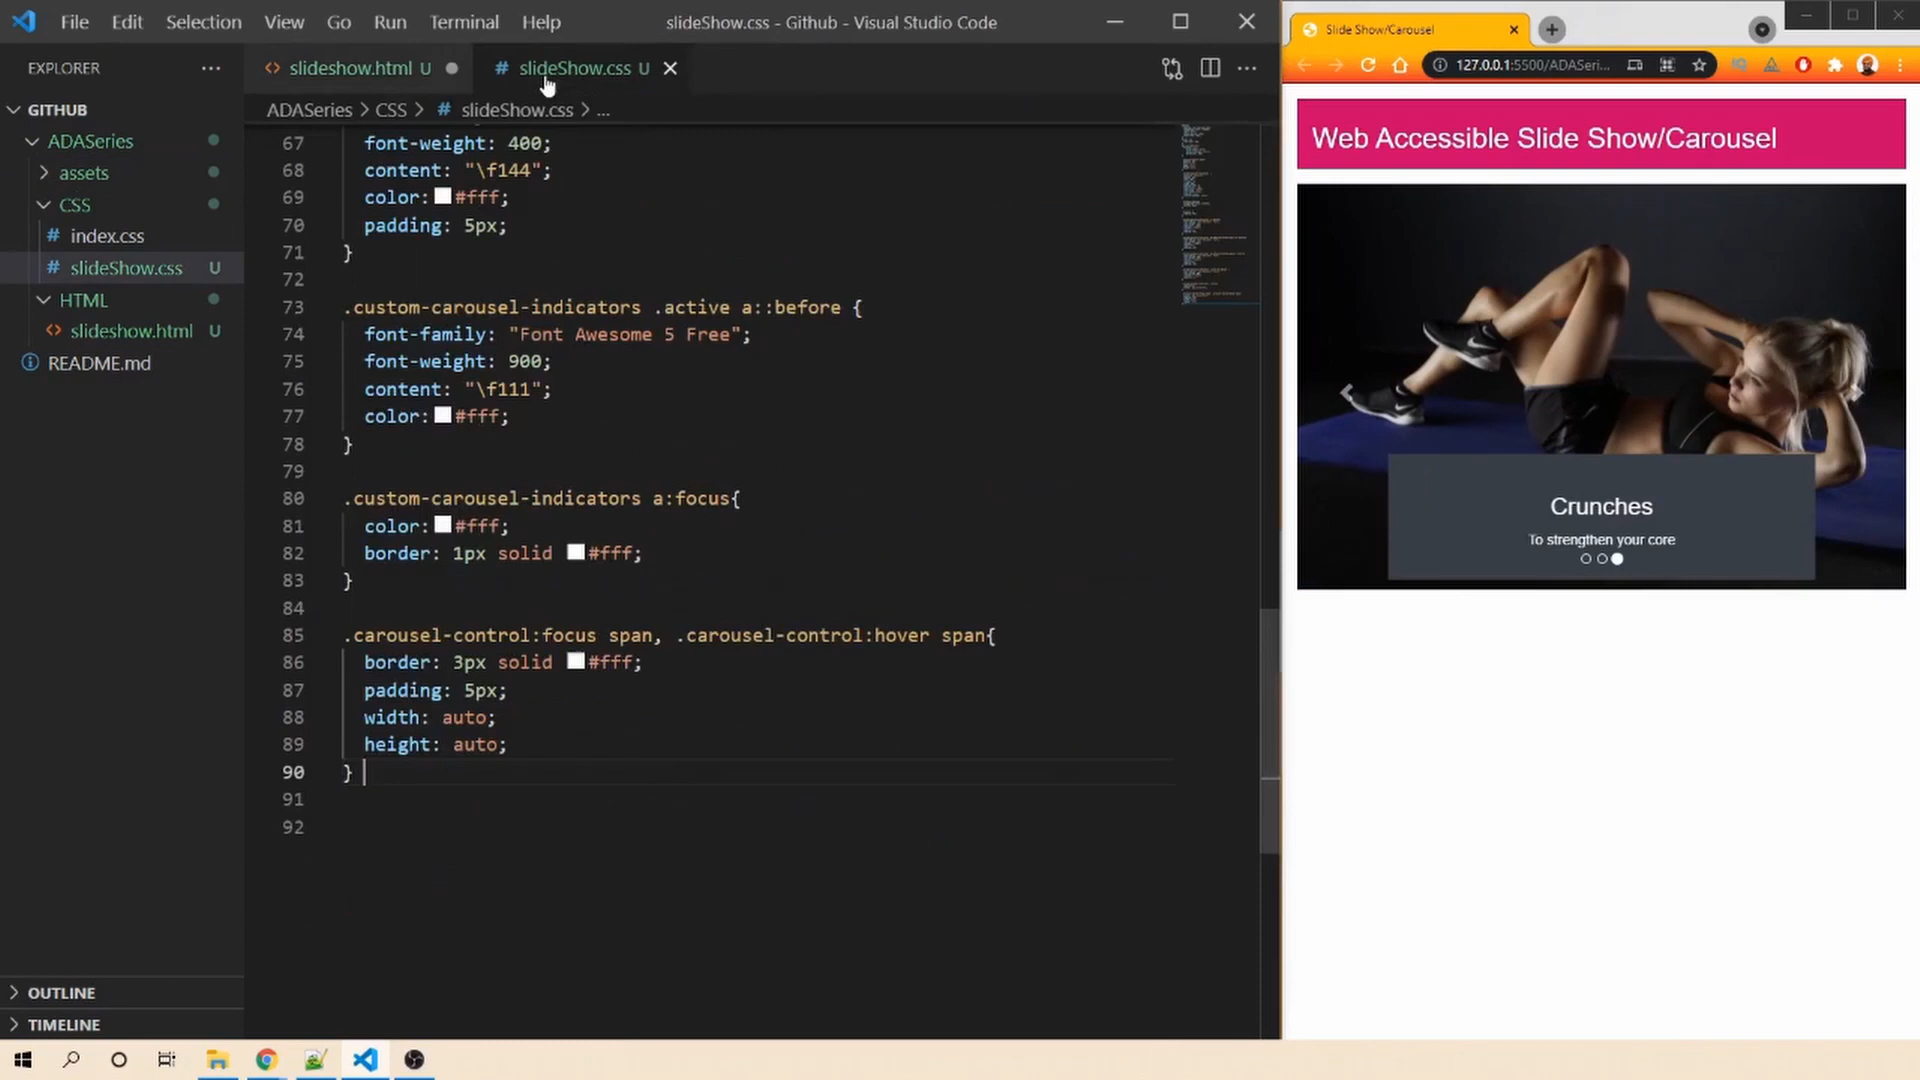 File Edit Selection View Go Run Terminal Help
slideShow.css - Github - Visual Studio Code
EXPLORER
GITHUB
ADASeries
assets
CSS
# index.css
# slideShow.css U
HTML
<> slideshow.html U
README.md
OUTLINE
TIMELINE
<> slideshow.html U
# slideShow.css U
ADASeries > CSS > # slideShow.css > ...
67 font-weight: 400;
68 content: "\f144";
69 color: #fff;
70 padding: 5px;
71 }
72
73 .custom-carousel-indicators .active a::before {
74 font-family: "Font Awesome 5 Free";
75 font-weight: 900;
76 content: "\f111";
77 color: #fff;
78 }
79
80 .custom-carousel-indicators a:focus{
81 color: #fff;
82 border: 1px solid #fff;
83 }
84
85 .carousel-control:focus span, .carousel-control:hover span{
86 border: 3px solid #fff;
87 padding: 5px;
88 width: auto;
89 height: auto;
90 }
91
92
Slide Show/Carousel
127.0.0.1:5500/ADASeri...
Web Accessible Slide Show/Carousel
Crunches
To strengthen your core